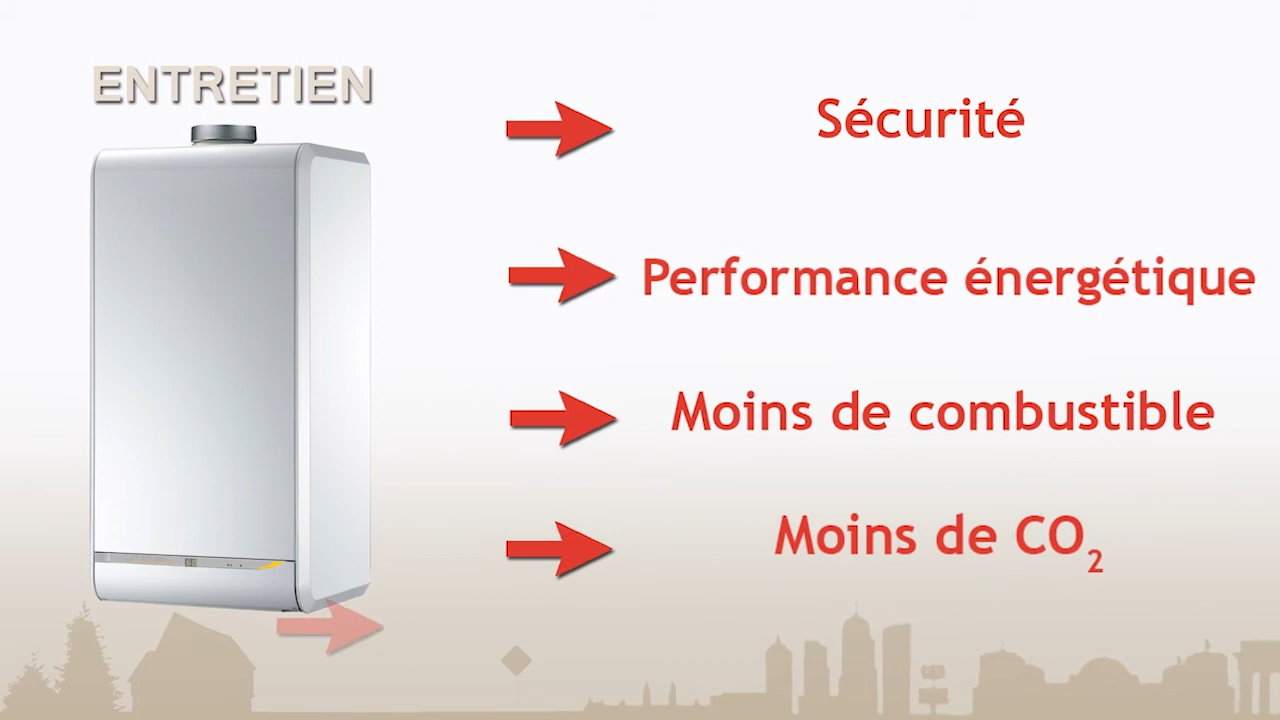 ENTRETIEN
Sécurité
Performance énergétique
Moins de combustible
Moins de CO₂